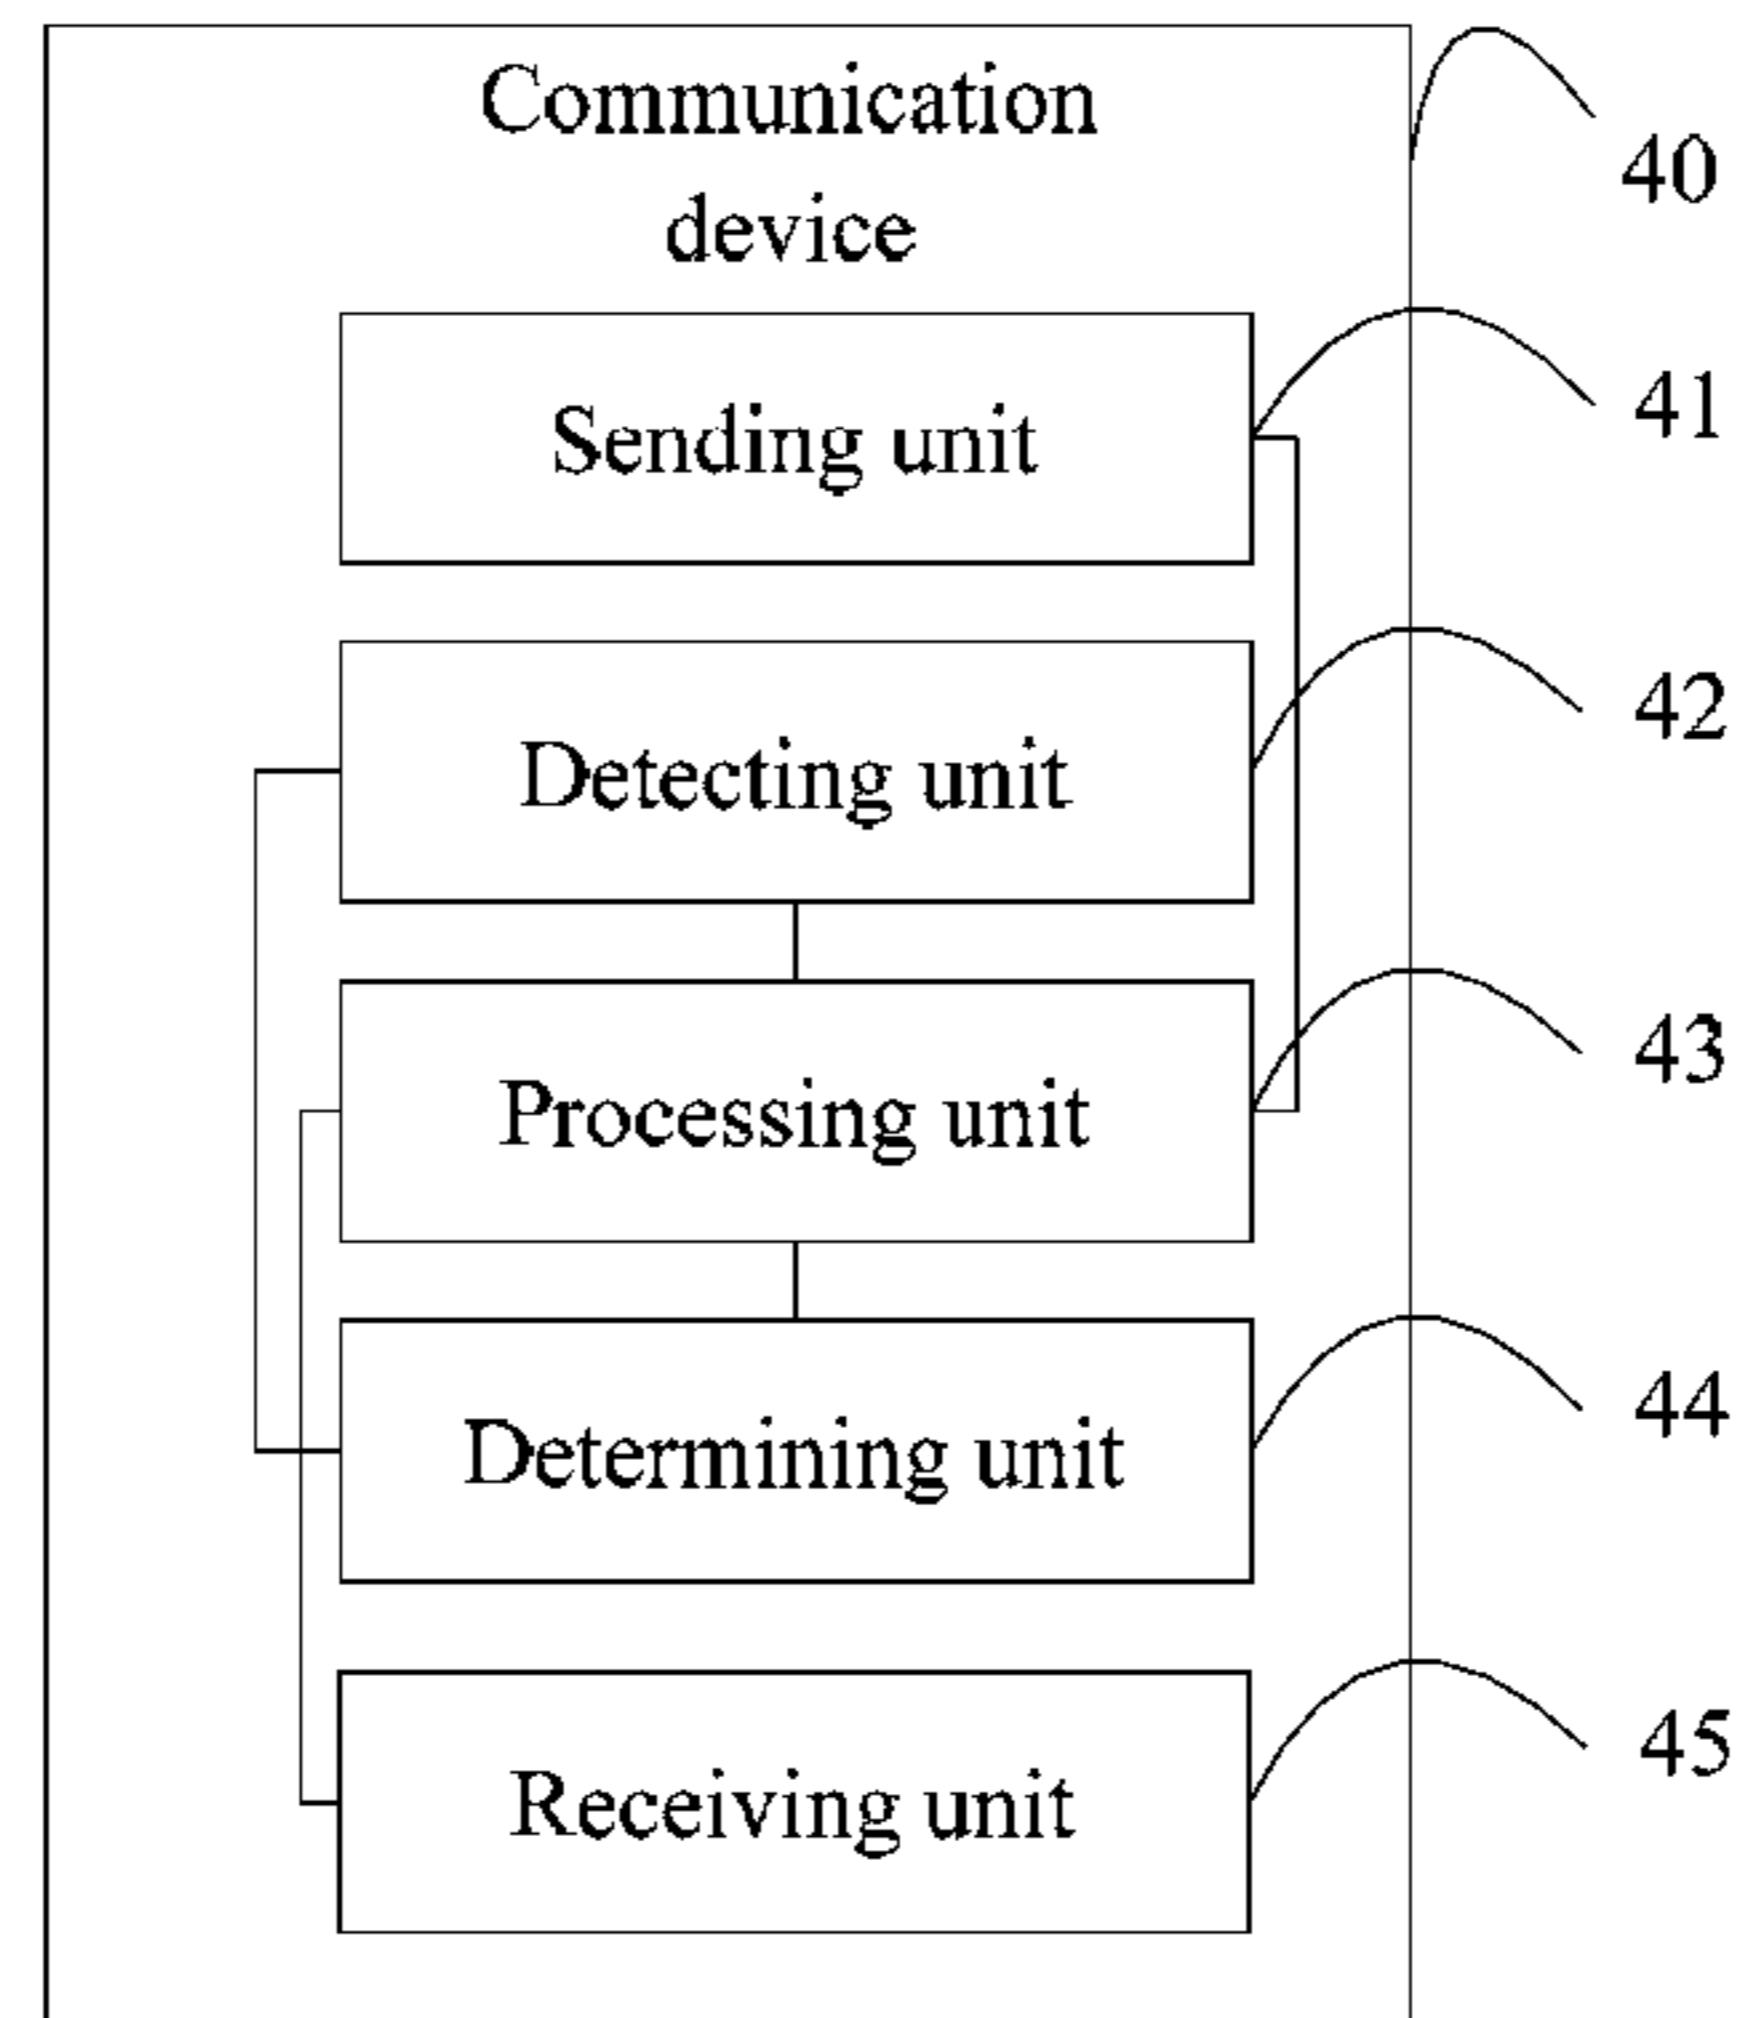 Communication
device
40
Sending unit
41
Detecting unit
42
Processing unit
43
Determining unit
44
Receiving unit
45